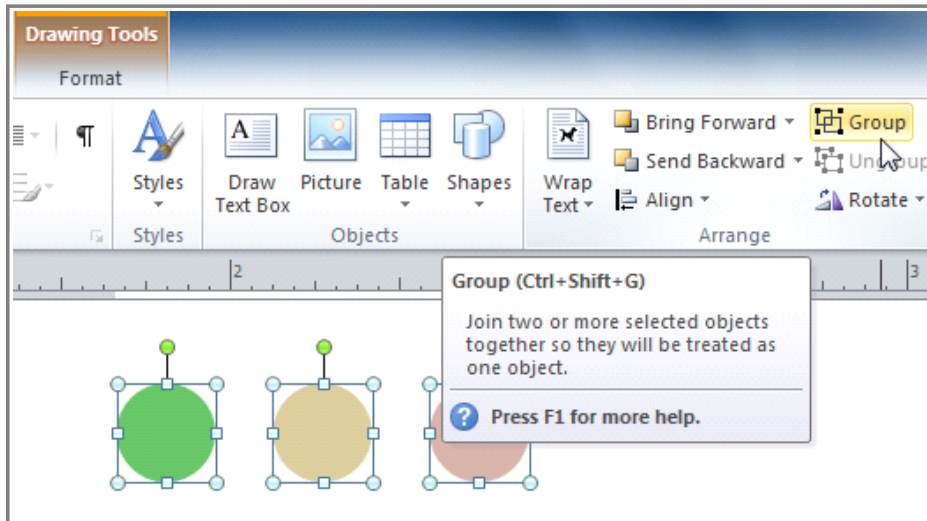 Drawing Tools
Format
Styles
Draw
Text Box
Picture
Table
Shapes
Wrap
Text
Bring Forward
Send Backward
Align
Group
Ungroup
Rotate
Styles
Objects
Arrange
2
3
Group (Ctrl+Shift+G)
Join two or more selected objects
together so they will be treated as
one object.
Press F1 for more help.